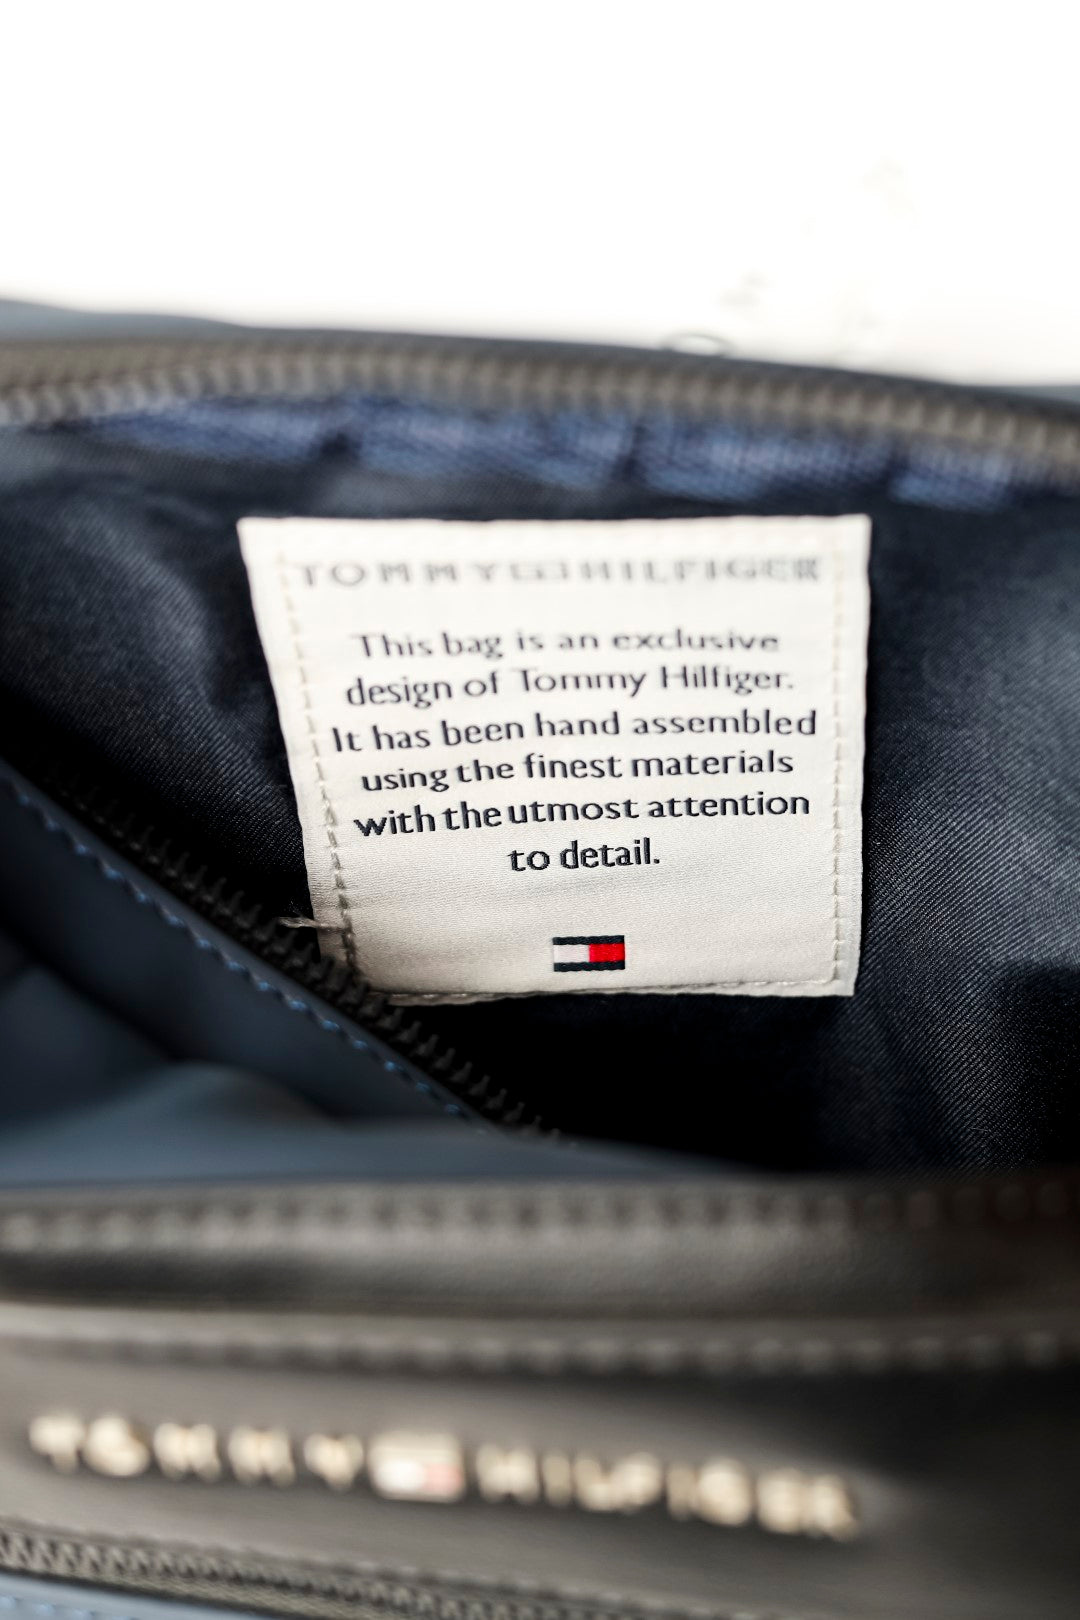 TOMMY HILFIGER
This bag is an exclusive
design of Tommy Hilfiger.
It has been hand assembled
using the finest materials
with the utmost attention
to detail.
TOMMY HILFIGER